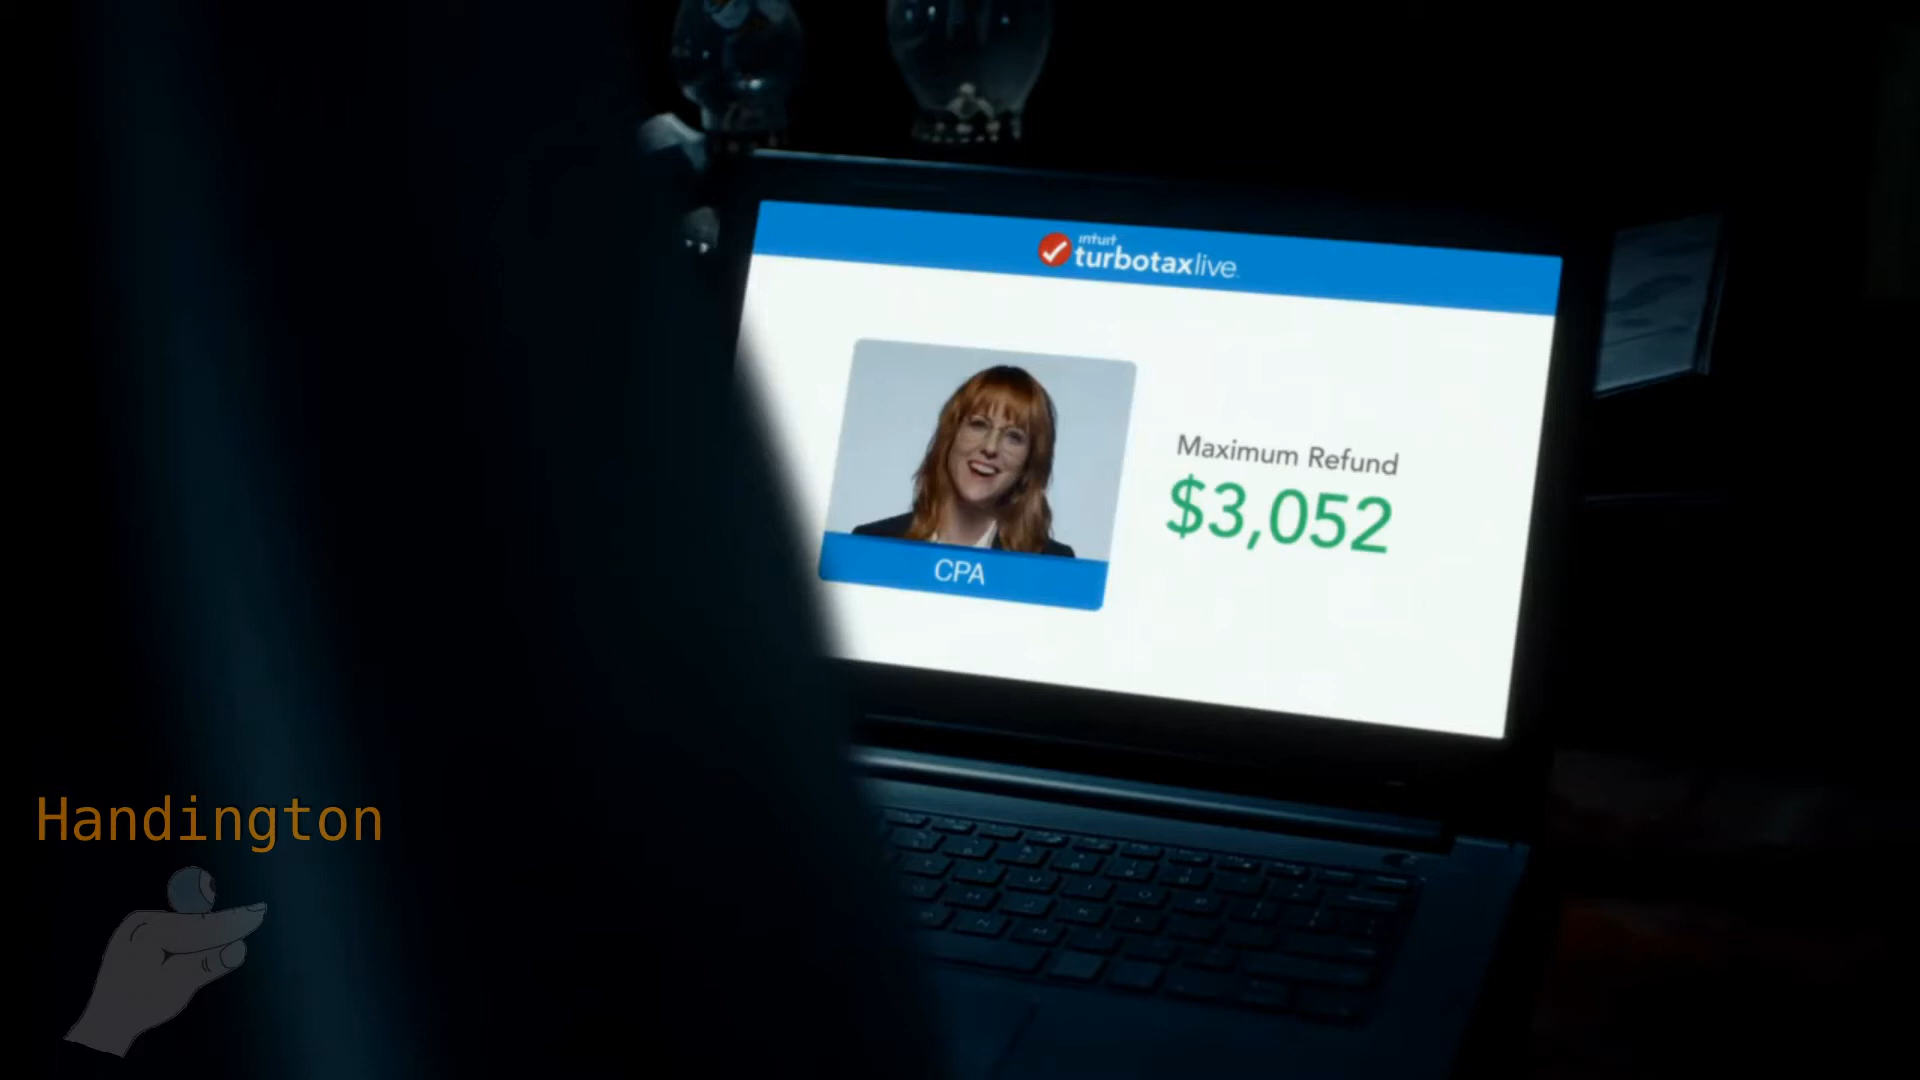 intuit
turbotaxlive
Maximum Refund
$3,052
CPA
Handington